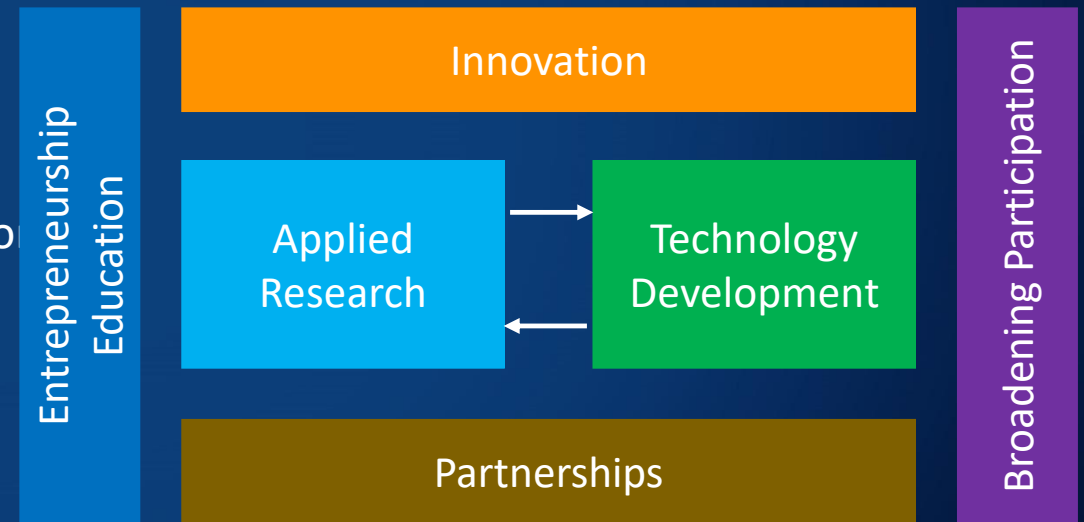 Entrepreneurship
Education
Innovation
Applied
Research
Technology
Development
Partnerships
Broadening Participation